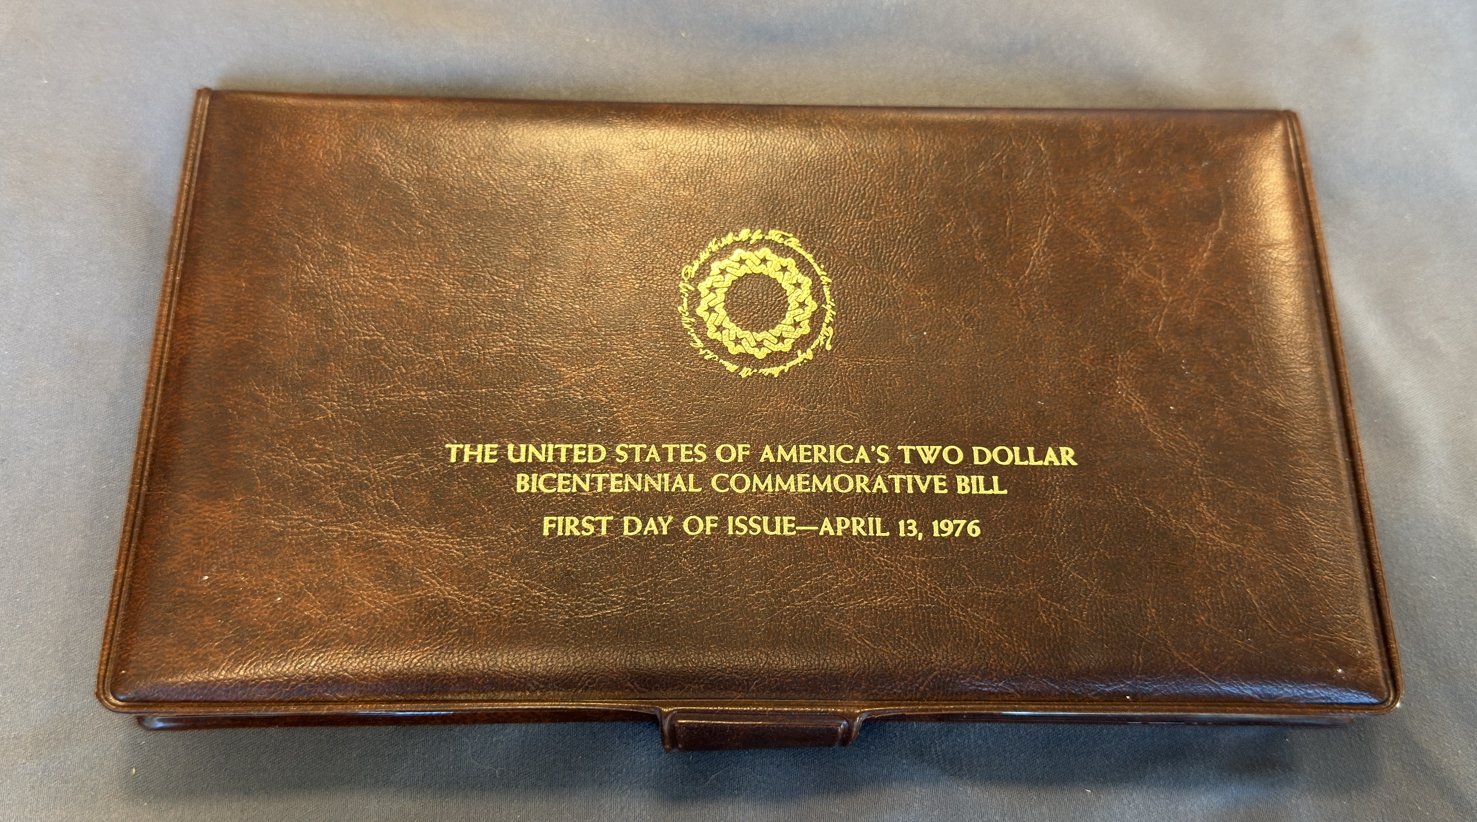 THE UNITED STATES OF AMERICA'S TWO DOLLAR
BICENTENNIAL COMMEMORATIVE BILL
FIRST DAY OF ISSUE—APRIL 13, 1976